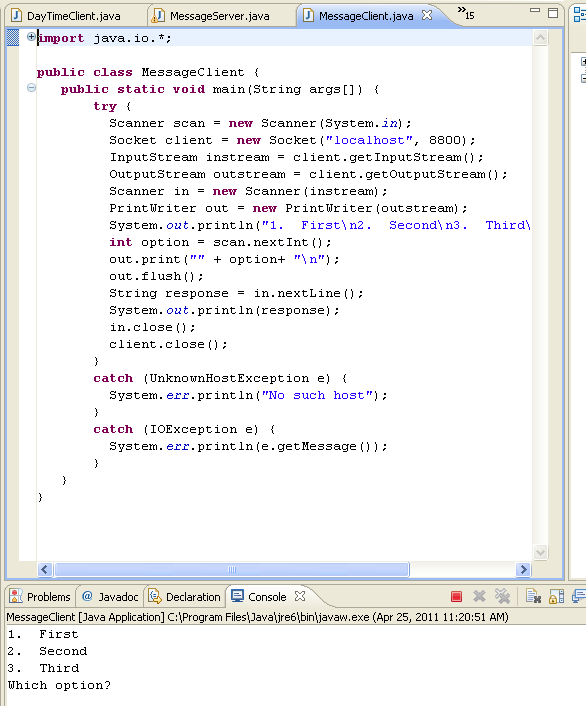 DayTimeClient.java MessageServer.java MessageClient.java »15
import java.io.*;
public class MessageClient {
public static void main(String args[]) {
try {
Scanner scan = new Scanner(System.in);
Socket client = new Socket("localhost", 8800);
InputStream instream = client.getInputStream();
OutputStream outstream = client.getOutputStream();
Scanner in = new Scanner(instream);
PrintWriter out = new PrintWriter(outstream);
System.out.println("1.  First\n2.  Second\n3.  Third\
int option = scan.nextInt();
out.print("" + option+ "\n");
out.flush();
String response = in.nextLine();
System.out.println(response);
in.close();
client.close();
}
catch (UnknownHostException e) {
System.err.println("No such host");
}
catch (IOException e) {
System.err.println(e.getMessage());
}
}
}
Problems @ Javadoc Declaration Console
MessageClient [Java Application] C:\Program Files\Java\jre6\bin\javaw.exe (Apr 25, 2011 11:20:51 AM)
1.  First
2.  Second
3.  Third
Which option?